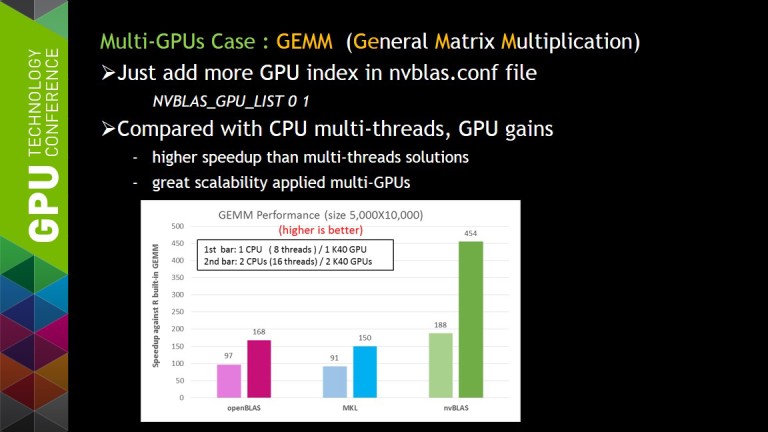 GPU TECHNOLOGY
CONFERENCE
Multi-GPUs Case : GEMM (General Matrix Multiplication)
➢Just add more GPU index in nvblas.conf file
NVBLAS_GPU_LIST 0 1
➢Compared with CPU multi-threads, GPU gains
- higher speedup than multi-threads solutions
- great scalability applied multi-GPUs
GEMM Performance (size 5,000X10,000)
(higher is better)
1st bar: 1 CPU ( 8 threads ) / 1 K40 GPU
2nd bar: 2 CPUs (16 threads) / 2 K40 GPUs
Speedup against R built-in GEMM
500
450
400
350
300
250
200
150
100
50
0
97
168
91
150
188
454
openBLAS
MKL
nvBLAS